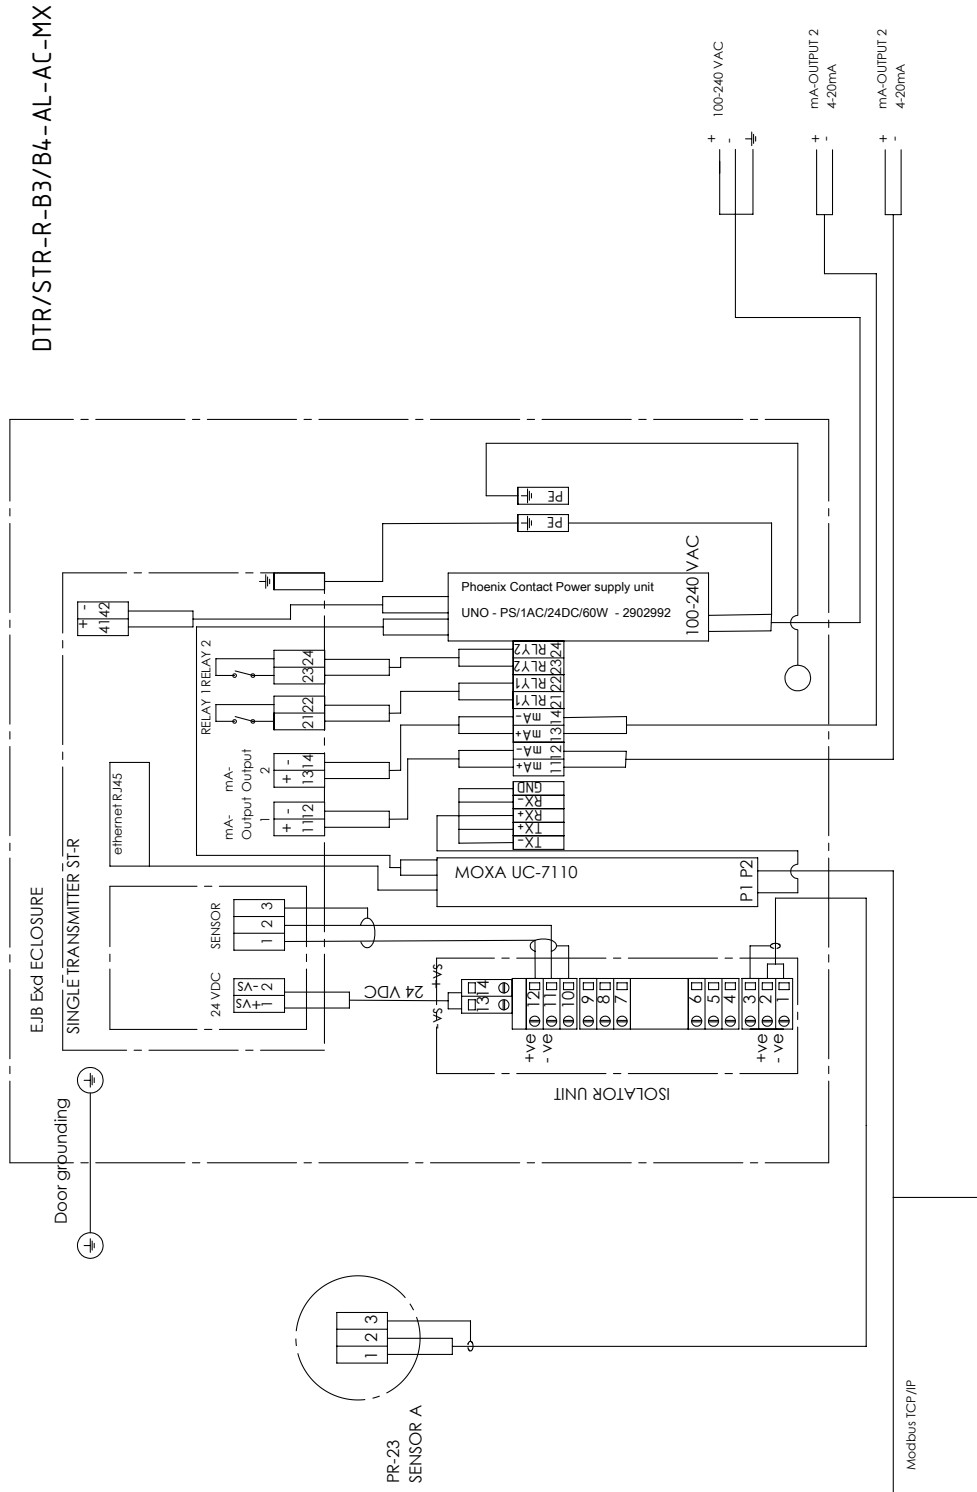 DTR/STR-R-B3/B4-AL-AC-MX
100-240 VAC
+
-
mA-OUTPUT 2
4-20mA
+
-
mA-OUTPUT 2
4-20mA
+
-
EJB Exd ECLOSURE
SINGLE TRANSMITTER ST-R
Door grounding
+ -
41 42
RELAY 1 RELAY 2
21 22
23 24
mA-
Output
1
+ -
11 12
mA-
Output
2
+ -
13 14
ethernet RJ45
SENSOR
1 2 3
24 VDC
+VS -VS
1 2
PE
PE
Phoenix Contact Power supply unit
UNO - PS/1AC/24DC/60W - 2902992
100-240 VAC
TX- TX+ RX+ RX- GND
mA+ mA- mA+ mA- RLY1 RLY1 RLY2 RLY2
11 12 13 14 21 22 23 24
MOXA UC-7110
P1 P2
24 VDC
-VS +VS
13 14
+ve 12
- ve 11
10
9
8
7
6
5
4
3
+ve 2
- ve 1
ISOLATOR UNIT
1 2 3
PR-23
SENSOR A
Modbus TCP/IP